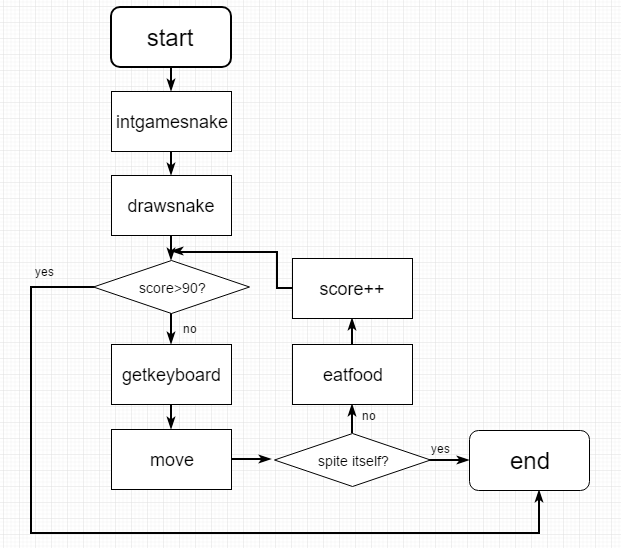 start
intgamesnake
drawsnake
yes
score>90?
score++
no
getkeyboard
eatfood
no
move
spite itself?
yes
end